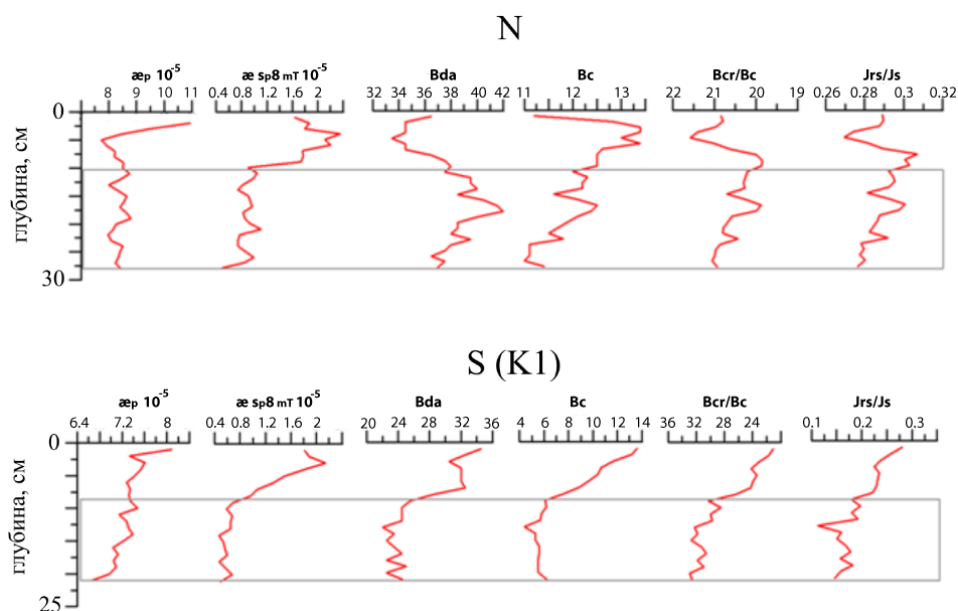 N
æp 10⁻⁵ æ sp8 mT 10⁻⁵ Bda Bc Bcr/Bc Jrs/Js
8 9 10 11 0.4 0.8 1.2 1.6 2 32 34 36 38 40 42 11 12 13 22 21 20 19 0.26 0.28 0.3 0.32
0
глубина, см
30
S (K1)
æp 10⁻⁵ æ sp8 mT 10⁻⁵ Bda Bc Bcr/Bc Jrs/Js
6.4 7.2 8 0.4 0.8 1.2 1.6 2 20 24 28 32 36 4 6 8 10 12 14 36 32 28 24 0.1 0.2 0.3
0
глубина, см
25